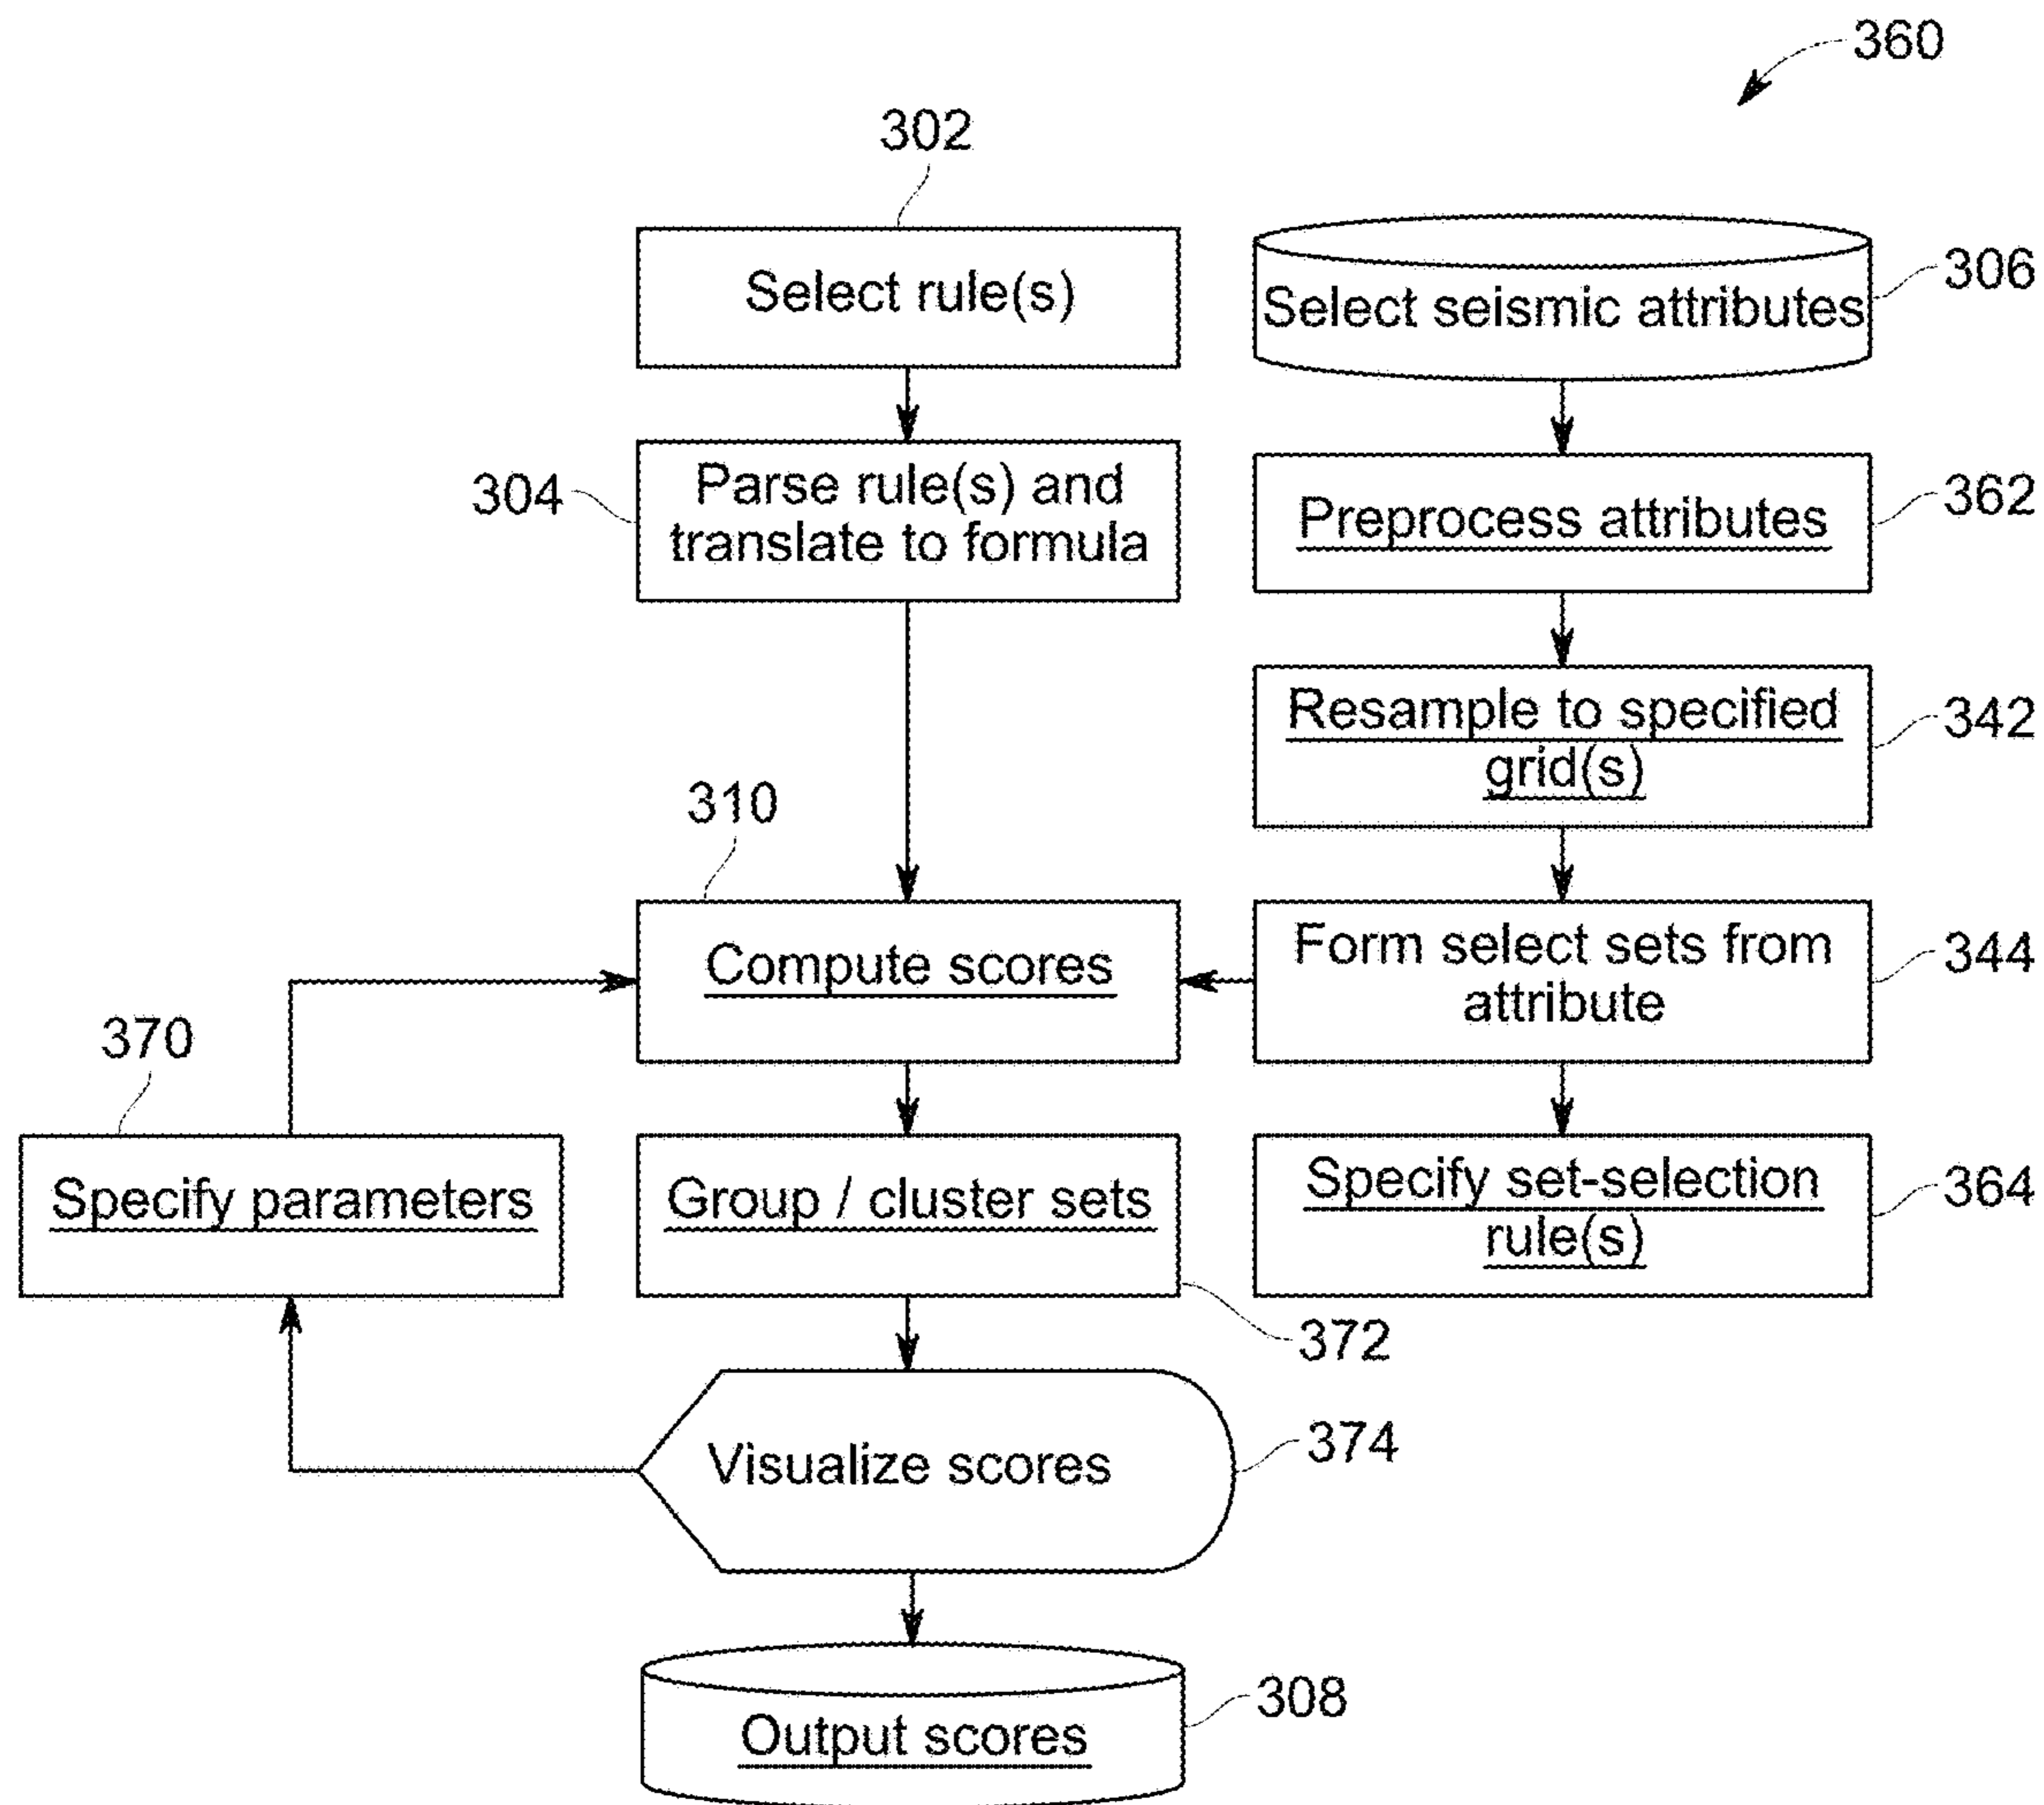 360
302
Select rule(s)
Select seismic attributes
306
304
Parse rule(s) and
translate to formula
Preprocess attributes
362
Resample to specified
grid(s)
342
310
Compute scores
Form select sets from
attribute
344
370
Specify parameters
Group / cluster sets
Specify set-selection
rule(s)
364
372
Visualize scores
374
Output scores
308